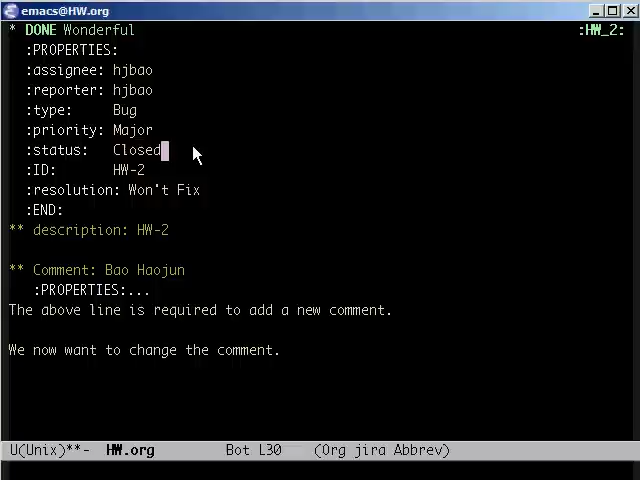 emacs@HW.org
* DONE Wonderful :HW_2:
:PROPERTIES:
:assignee: hjbao
:reporter: hjbao
:type: Bug
:priority: Major
:status: Closed
:ID: HW-2
:resolution: Won't Fix
:END:
** description: HW-2
** Comment: Bao Haojun
:PROPERTIES:...
The above line is required to add a new comment.
We now want to change the comment.
U(Unix)**- HW.org Bot L30 (Org jira Abbrev)